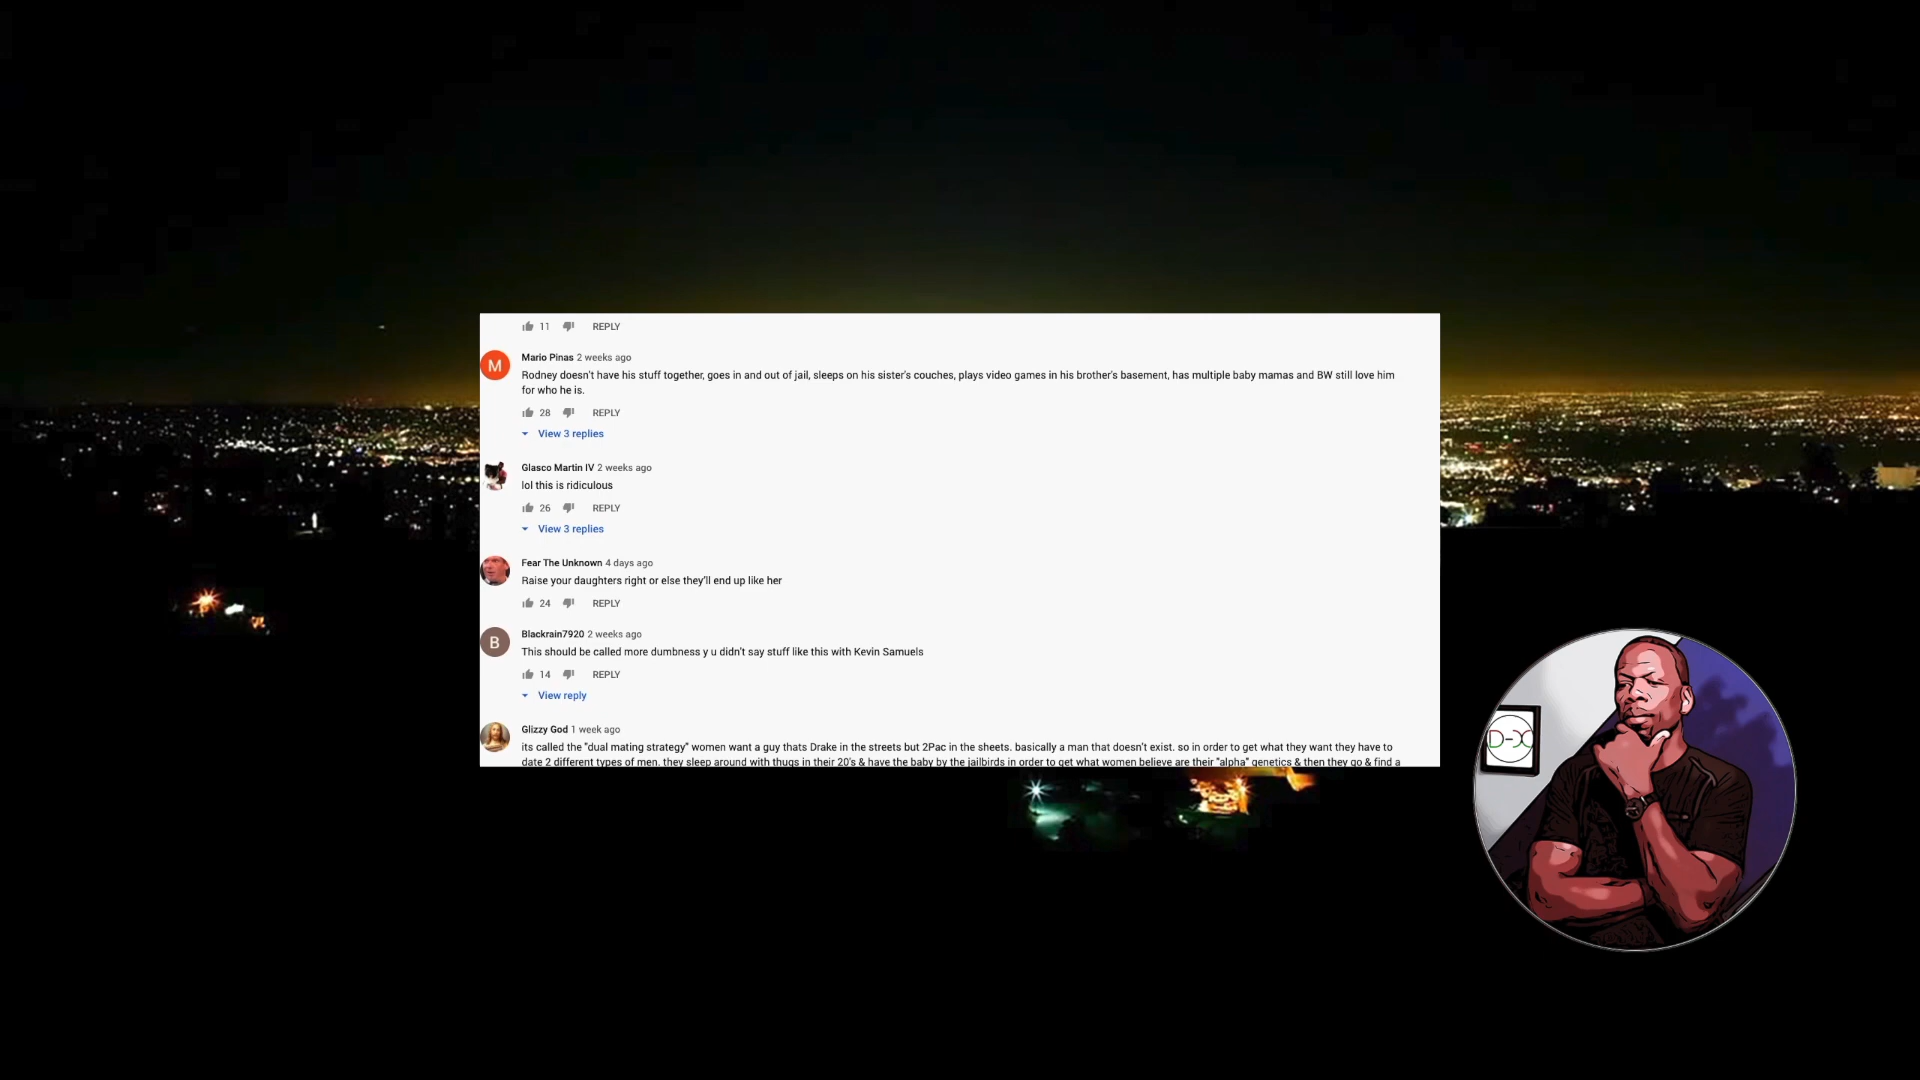 11 REPLY
Mario Pinas 2 weeks ago
Rodney doesn't have his stuff together, goes in and out of jail, sleeps on his sister's couches, plays video games in his brother's basement, has multiple baby mamas and BW still love him
for who he is.
28 REPLY
View 3 replies
Glasco Martin IV 2 weeks ago
lol this is ridiculous
26 REPLY
View 3 replies
Fear The Unknown 4 days ago
Raise your daughters right or else they'll end up like her
24 REPLY
B
Blackrain7920 2 weeks ago
This should be called more dumbness y u didn't say stuff like this with Kevin Samuels
14 REPLY
View reply
Glizzy God 1 week ago
its called the "dual mating strategy" women want a guy thats Drake in the streets but 2Pac in the sheets. basically a man that doesn't exist. so in order to get what they want they have to
date 2 different types of men. they sleep around with thugs in their 20's & have the baby by the jailbirds in order to get what women believe are their "alpha" genetics & then they go & find a
M
D-X